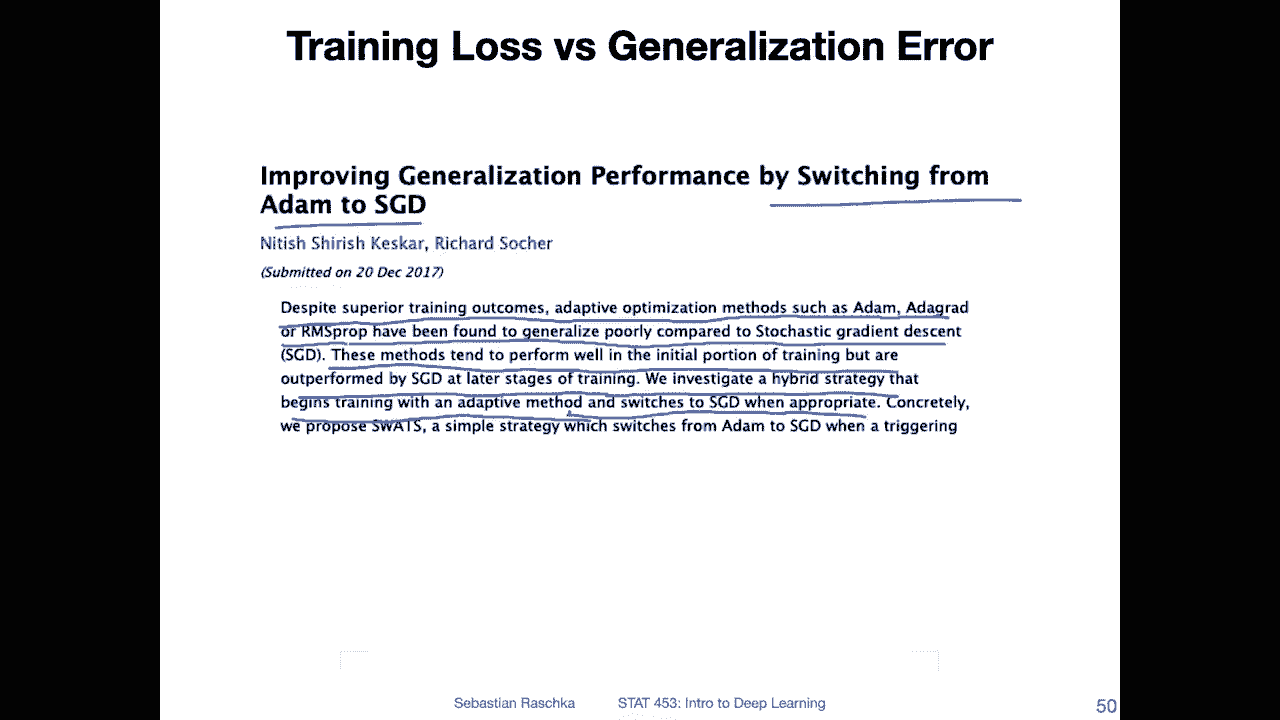 Training Loss vs Generalization Error
Improving Generalization Performance by Switching from
Adam to SGD
Nitish Shirish Keskar, Richard Socher
(Submitted on 20 Dec 2017)
Despite superior training outcomes, adaptive optimization methods such as Adam, Adagrad
or RMSprop have been found to generalize poorly compared to Stochastic gradient descent
(SGD). These methods tend to perform well in the initial portion of training but are
outperformed by SGD at later stages of training. We investigate a hybrid strategy that
begins training with an adaptive method and switches to SGD when appropriate. Concretely,
we propose SWATS, a simple strategy which switches from Adam to SGD when a triggering
Sebastian Raschka STAT 453: Intro to Deep Learning 50